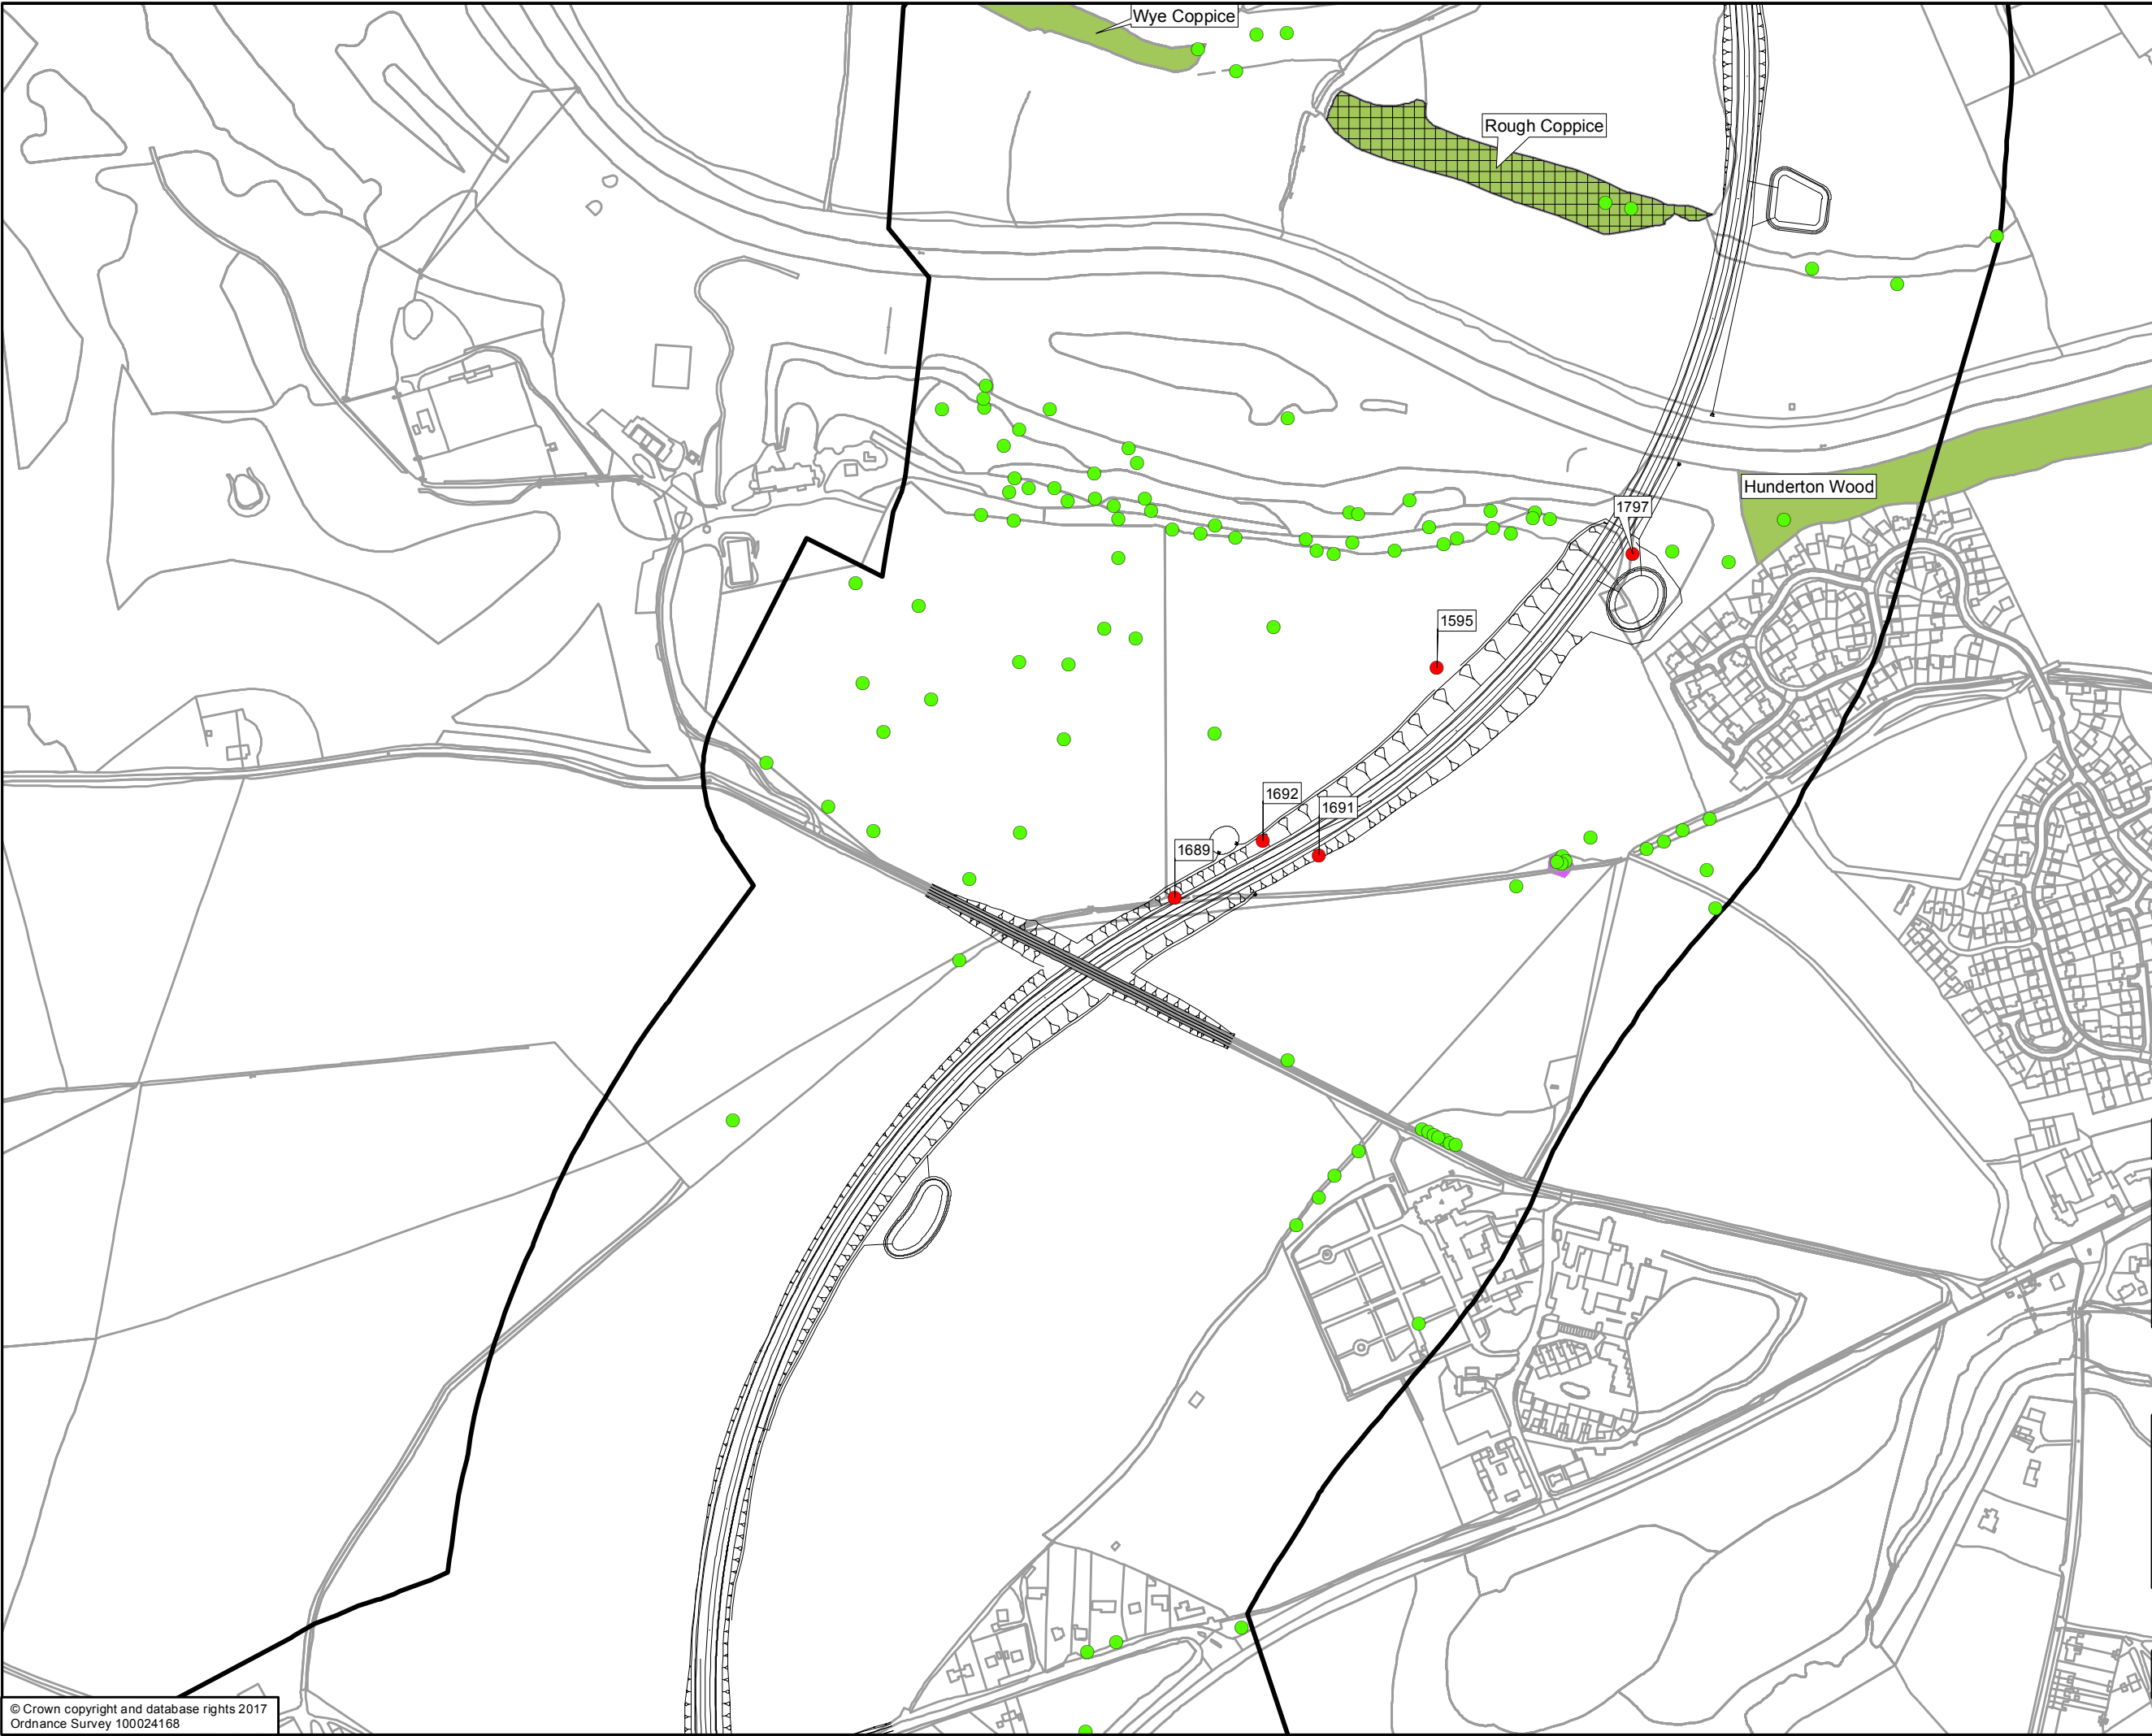 Wye Coppice
Rough Coppice
Hunderton Wood
1797
1595
1692
1691
1689
© Crown copyright and database rights 2017
Ordnance Survey 100024168